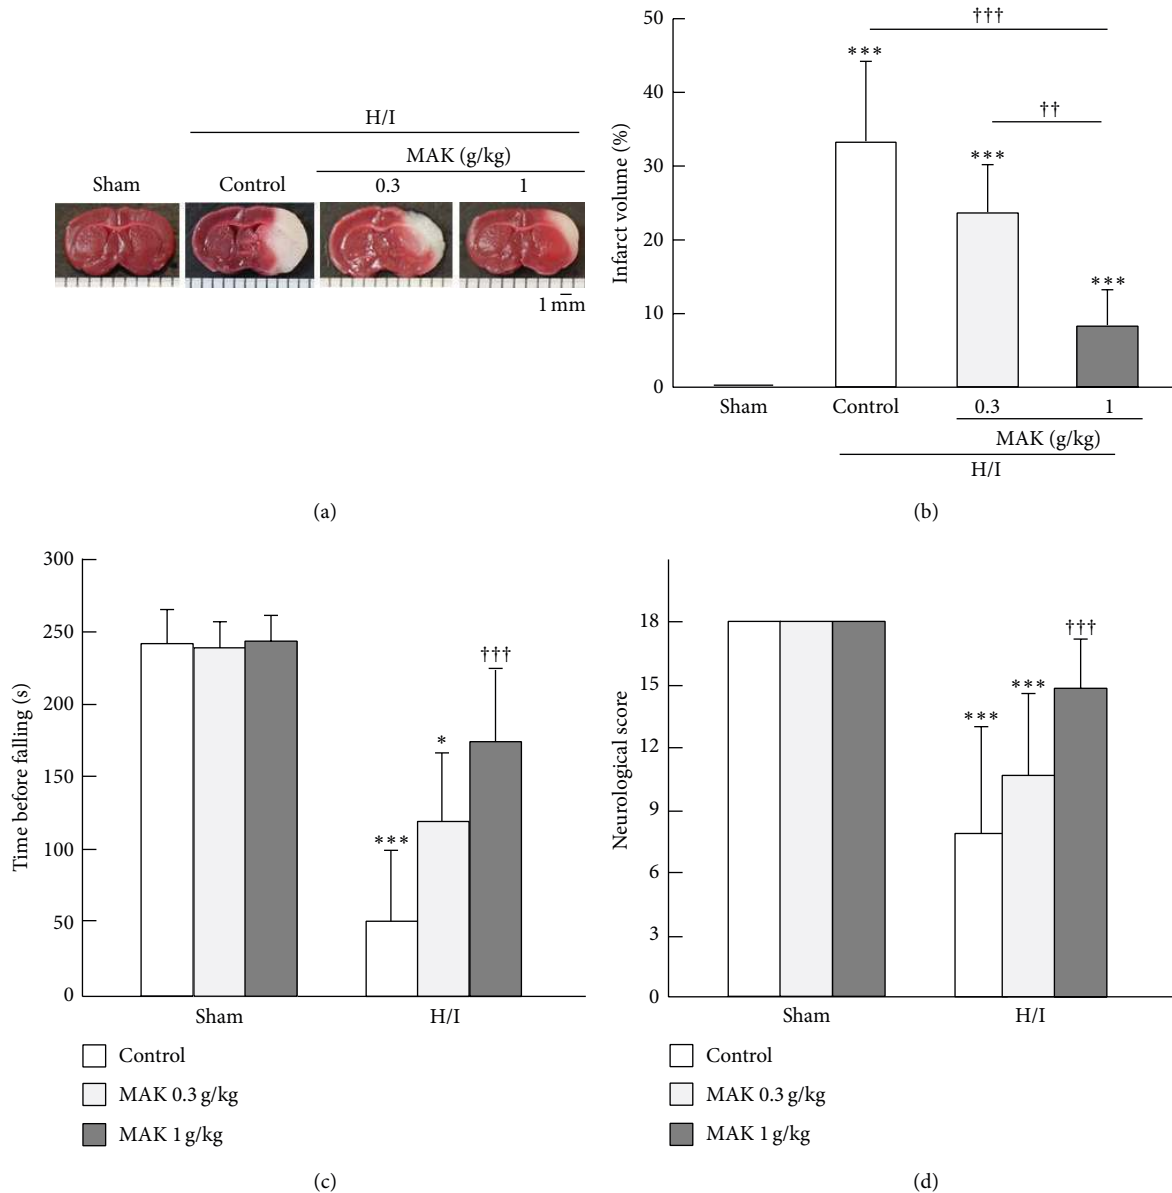 H/I
MAK (g/kg)
Sham Control 0.3 1
1 mm
(a)
50
40
30
20
10
0
Infarct volume (%)
†††
***
††
***
***
Sham Control 0.3 1
MAK (g/kg)
H/I
(b)
300
250
200
150
100
50
0
Time before falling (s)
***
*
†††
Sham H/I
Control
MAK 0.3 g/kg
MAK 1 g/kg
(c)
18
15
12
9
6
3
0
Neurological score
***
***
†††
Sham H/I
Control
MAK 0.3 g/kg
MAK 1 g/kg
(d)